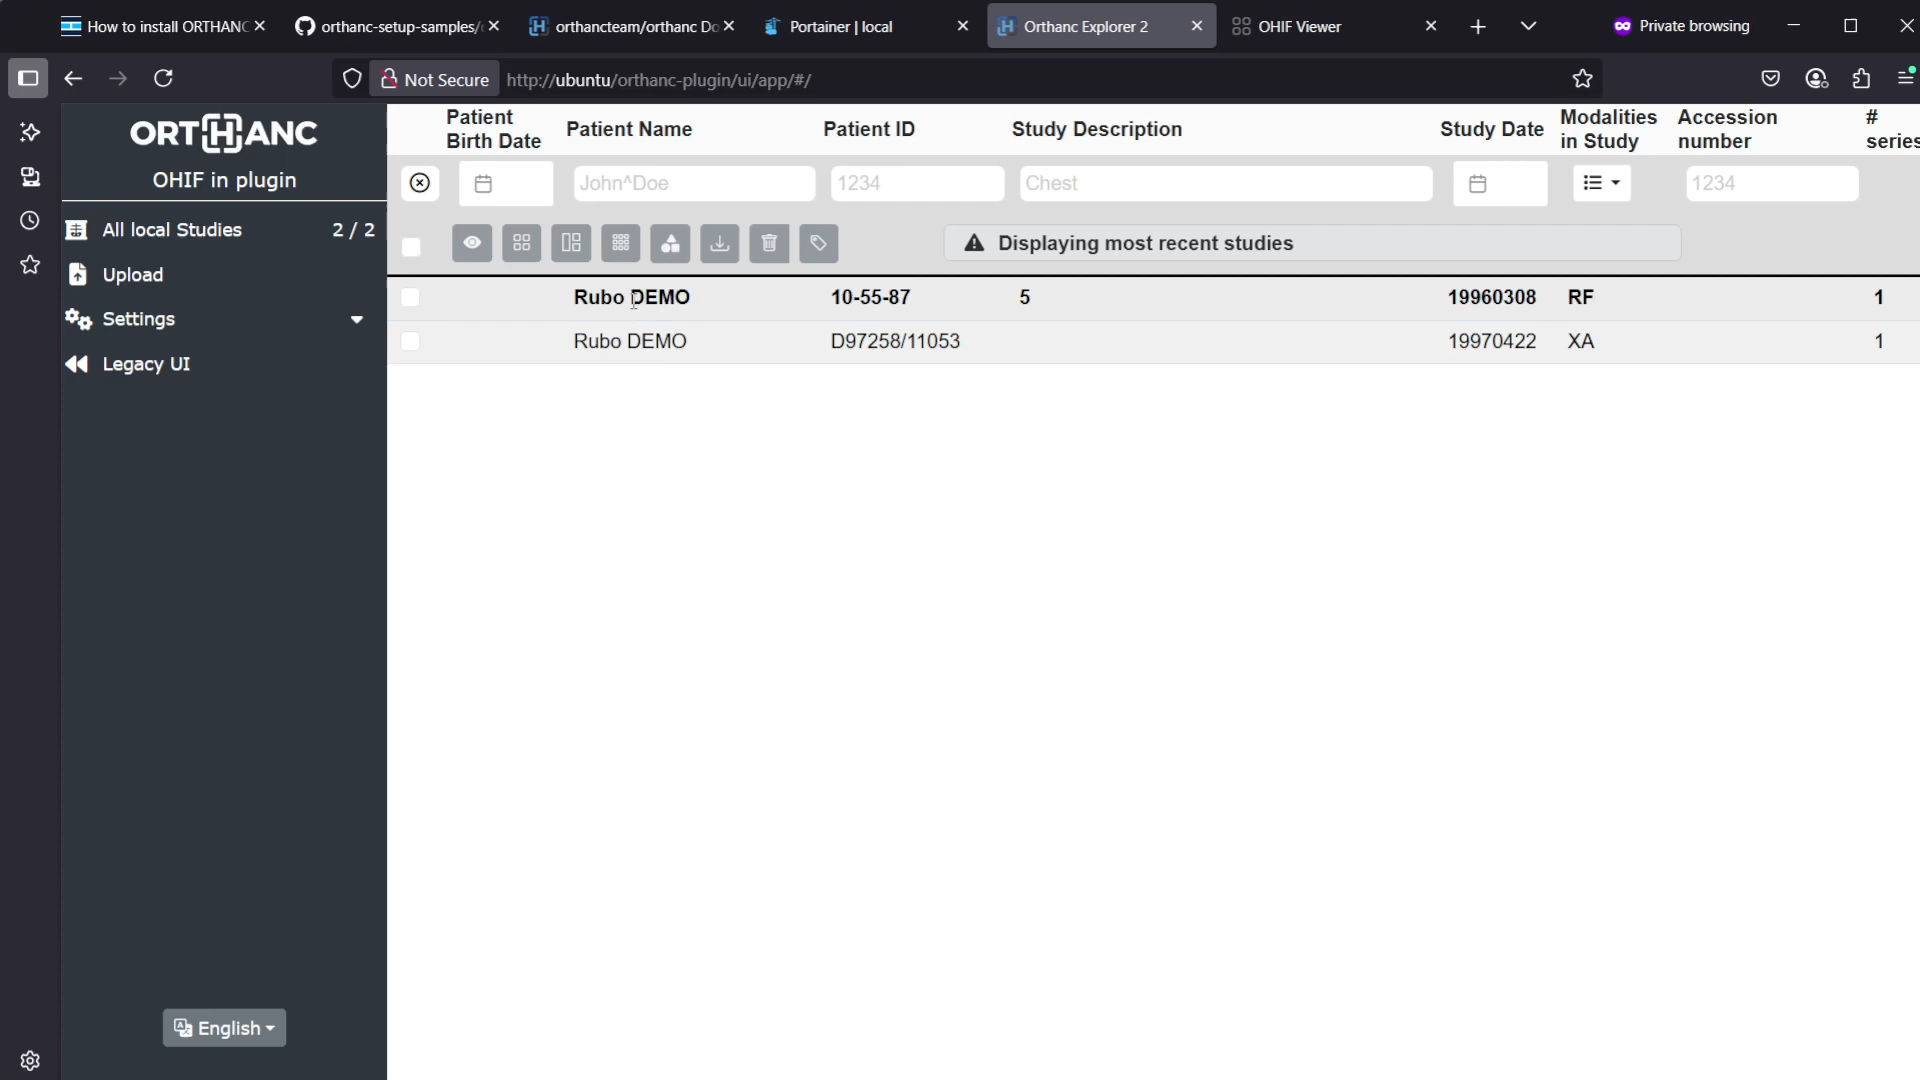 How to install ORTHANC
orthanc-setup-samples/
orthancteam/orthanc Do
Portainer | local
Orthanc Explorer 2
OHIF Viewer
Private browsing
Not Secure
http://ubuntu/orthanc-plugin/ui/app/#/
ORTHANC
OHIF in plugin
All local Studies 2 / 2
Upload
Settings
Legacy UI
English
Patient Birth Date Patient Name Patient ID Study Description Study Date Modalities in Study Accession number # series
John^Doe 1234 Chest 1234
Displaying most recent studies
Rubo DEMO 10-55-87 5 19960308 RF 1
Rubo DEMO D97258/11053 19970422 XA 1